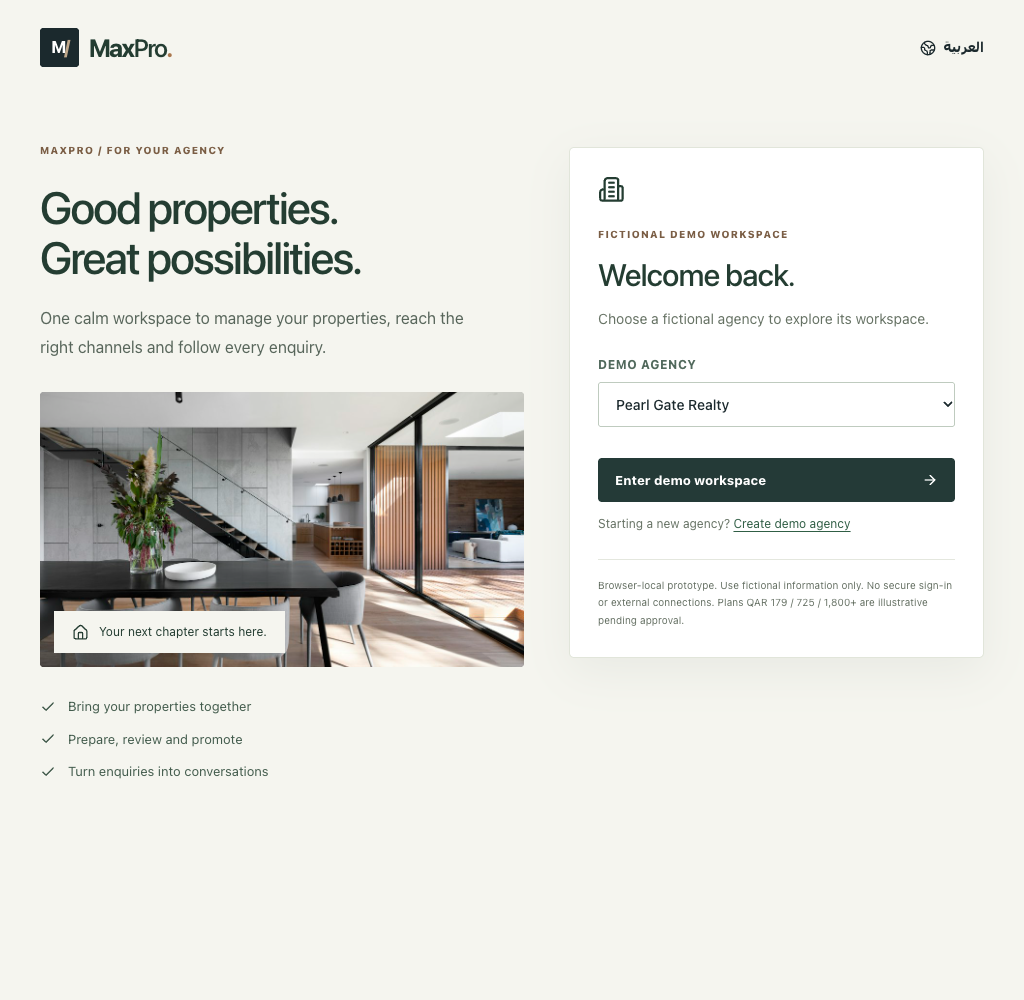 M/
MaxPro.
العربية
MAXPRO / FOR YOUR AGENCY
Good properties.
Great possibilities.
One calm workspace to manage your properties, reach the
right channels and follow every enquiry.
Your next chapter starts here.
Bring your properties together
Prepare, review and promote
Turn enquiries into conversations
FICTIONAL DEMO WORKSPACE
Welcome back.
Choose a fictional agency to explore its workspace.
DEMO AGENCY
Pearl Gate Realty
Enter demo workspace
Starting a new agency? Create demo agency
Browser-local prototype. Use fictional information only. No secure sign-in
or external connections. Plans QAR 179 / 725 / 1,800+ are illustrative
pending approval.